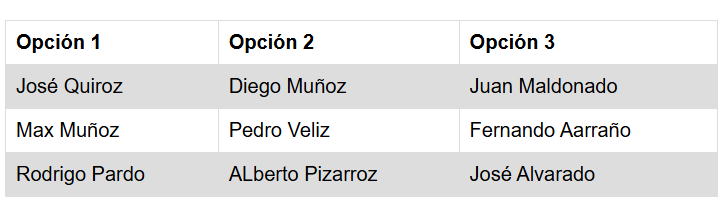 Opción 1 Opción 2 Opción 3
José Quiroz Diego Muñoz Juan Maldonado
Max Muñoz Pedro Veliz Fernando Aarraño
Rodrigo Pardo ALberto Pizarroz José Alvarado